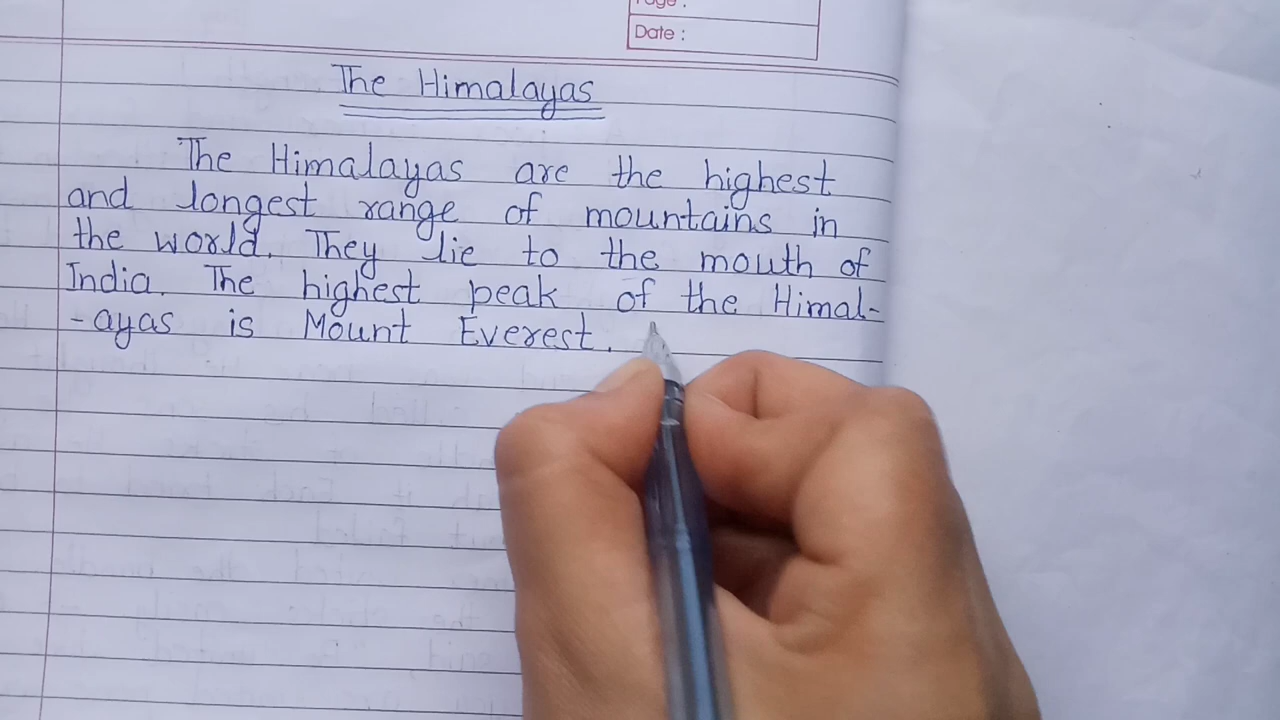 Page :
Date :
The Himalayas
The Himalayas are the highest
and longest range of mountains in
the world. They lie to the mouth of
India. The highest peak of the Himal-
-ayas is Mount Everest.